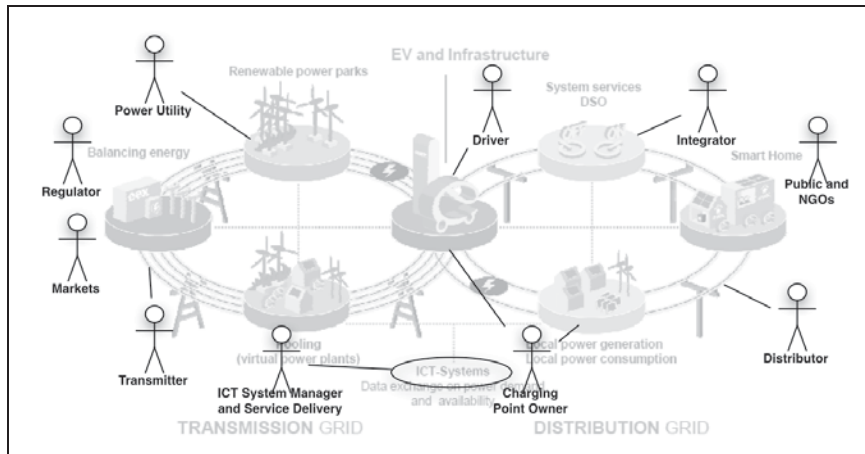 EV and Infrastructure
Renewable power parks
System services
DSO
Power Utility
Driver
Integrator
Balancing energy
Smart Home
Regulator
Public and
NGOs
Markets
Pooling
(virtual power plants)
Local power generation
Local power consumption
Transmitter
ICT System Manager
and Service Delivery
ICT-Systems
Data exchange on power demand
and availability
Charging
Point Owner
Distributor
TRANSMISSION GRID
DISTRIBUTION GRID